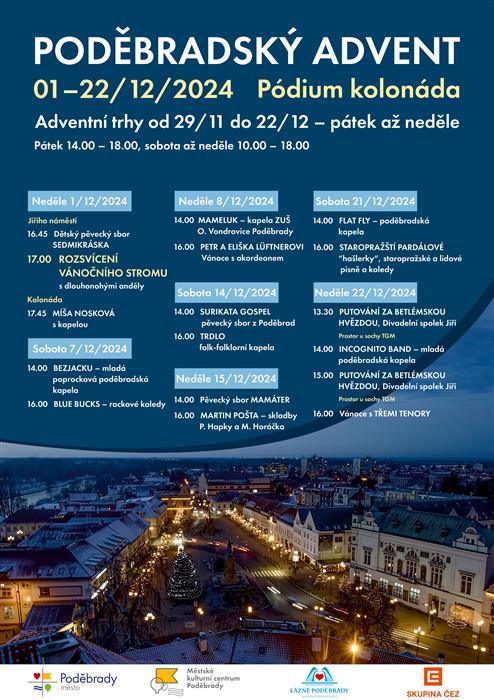 PODĚBRADSKÝ ADVENT
01–22/12/2024 Pódium kolonáda
Adventní trhy od 29/11 do 22/12 – pátek až neděle
Pátek 14.00 – 18.00, sobota až neděle 10.00 – 18.00
Neděle 1/12/2024
Jiřího náměstí
16.45 Dětský pěvecký sbor
SEDMIKRÁSKA
17.00 ROZSVÍCENÍ
VÁNOČNÍHO STROMU
s dlouhonohými anděly
Kolonáda
17.45 MÍŠA NOSKOVÁ
s kapelou
Sobota 7/12/2024
14.00 BEZJACKU – mladá
poprocková poděbradská
kapela
16.00 BLUE BUCKS – rockové koledy
Neděle 8/12/2024
14.00 MAMELUK – kapela ZUŠ
O. Vondrovice Poděbrady
16.00 PETR A ELIŠKA LÜFTNEROVI
Vánoce s akordeonem
Sobota 14/12/2024
14.00 SURIKATA GOSPEL
pěvecký sbor z Poděbrad
16.00 TRDLO
folk-folklorní kapela
Neděle 15/12/2024
14.00 Pěvecký sbor MAMÁTER
16.00 MARTIN POŠTA – skladby
P. Hapky a M. Horáčka
Sobota 21/12/2024
14.00 FLAT FLY – poděbradská
kapela
16.00 STAROPRAŽŠTÍ PARDÁLOVÉ
"hašlerky", staropražské a lidové
písně a koledy
Neděle 22/12/2024
13.30 PUTOVÁNÍ ZA BETLÉMSKOU
HVĚZDOU, Divadelní spolek Jiří
Prostor u sochy TGM
14.00 INCOGNITO BAND – mladá
poděbradská kapela
15.00 PUTOVÁNÍ ZA BETLÉMSKOU
HVĚZDOU, Divadelní spolek Jiří
Prostor u sochy TGM
16.00 Vánoce s TŘEMI TENORY
Poděbrady
město
Městské
kulturní centrum
Poděbrady
LÁZNĚ PODĚBRADY
SKUPINA ČEZ